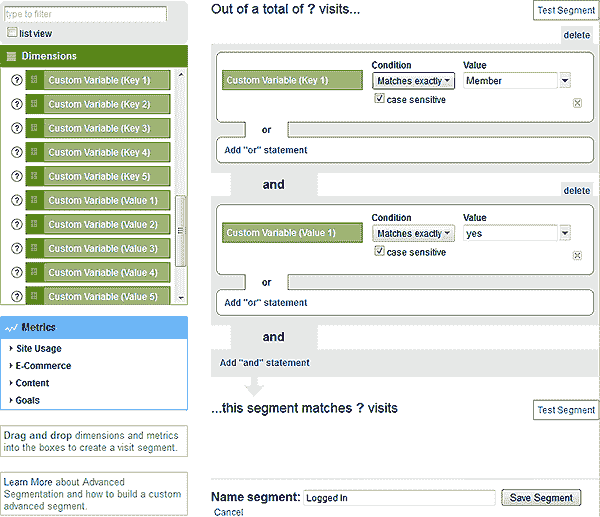 type to filter
list view
Dimensions
? Custom Variable (Key 1)
? Custom Variable (Key 2)
? Custom Variable (Key 3)
? Custom Variable (Key 4)
? Custom Variable (Key 5)
? Custom Variable (Value 1)
? Custom Variable (Value 2)
? Custom Variable (Value 3)
? Custom Variable (Value 4)
? Custom Variable (Value 5)
Metrics
Site Usage
E-Commerce
Content
Goals
Drag and drop dimensions and metrics
into the boxes to create a visit segment.
Learn More about Advanced
Segmentation and how to build a custom
advanced segment.
Out of a total of ? visits...
Test Segment
delete
Condition Value
Custom Variable (Key 1) Matches exactly Member
case sensitive
or
Add "or" statement
and
delete
Condition Value
Custom Variable (Value 1) Matches exactly yes
case sensitive
or
Add "or" statement
and
Add "and" statement
...this segment matches ? visits
Test Segment
Name segment: Logged In Save Segment
Cancel